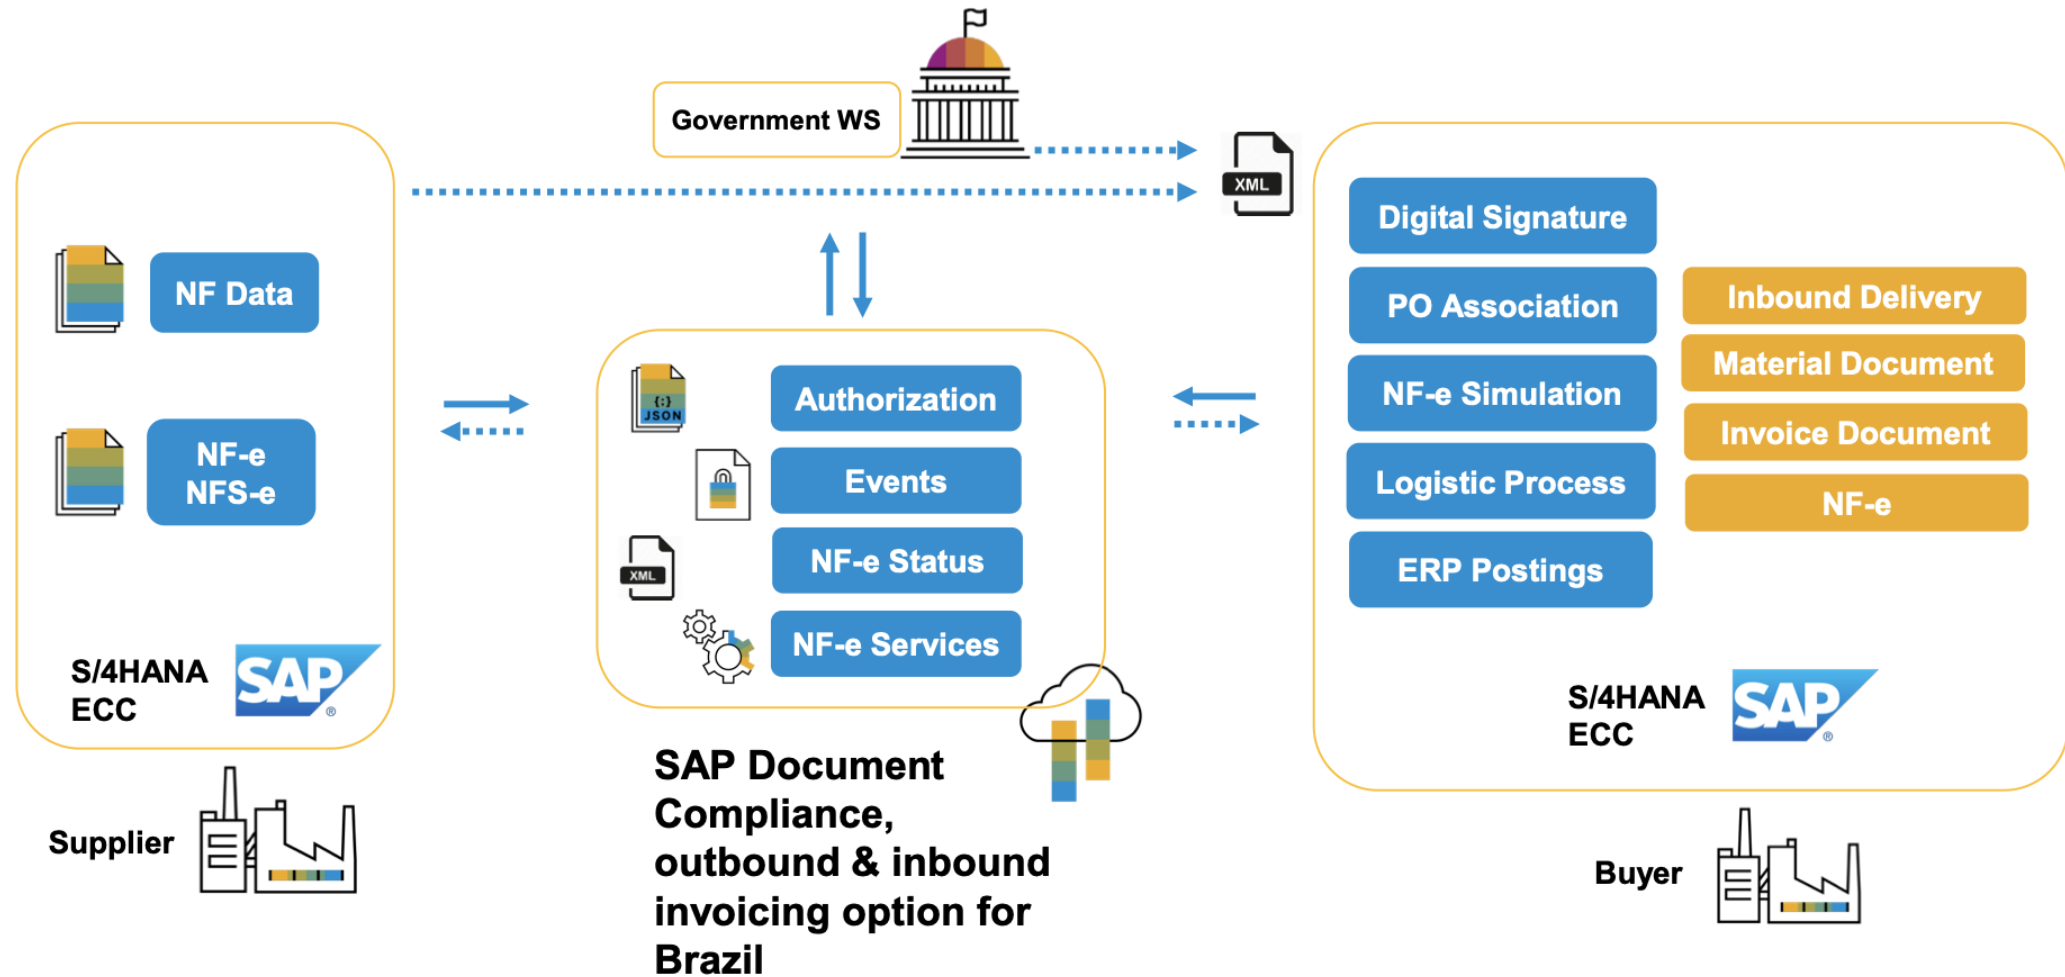 Government WS
XML
NF Data
NF-e
NFS-e
S/4HANA
ECC
SAP
®
Supplier
{:}
JSON
Authorization
Events
XML
NF-e Status
NF-e Services
SAP Document
Compliance,
outbound & inbound
invoicing option for
Brazil
Digital Signature
PO Association
NF-e Simulation
Logistic Process
ERP Postings
Inbound Delivery
Material Document
Invoice Document
NF-e
S/4HANA
ECC
SAP
®
Buyer